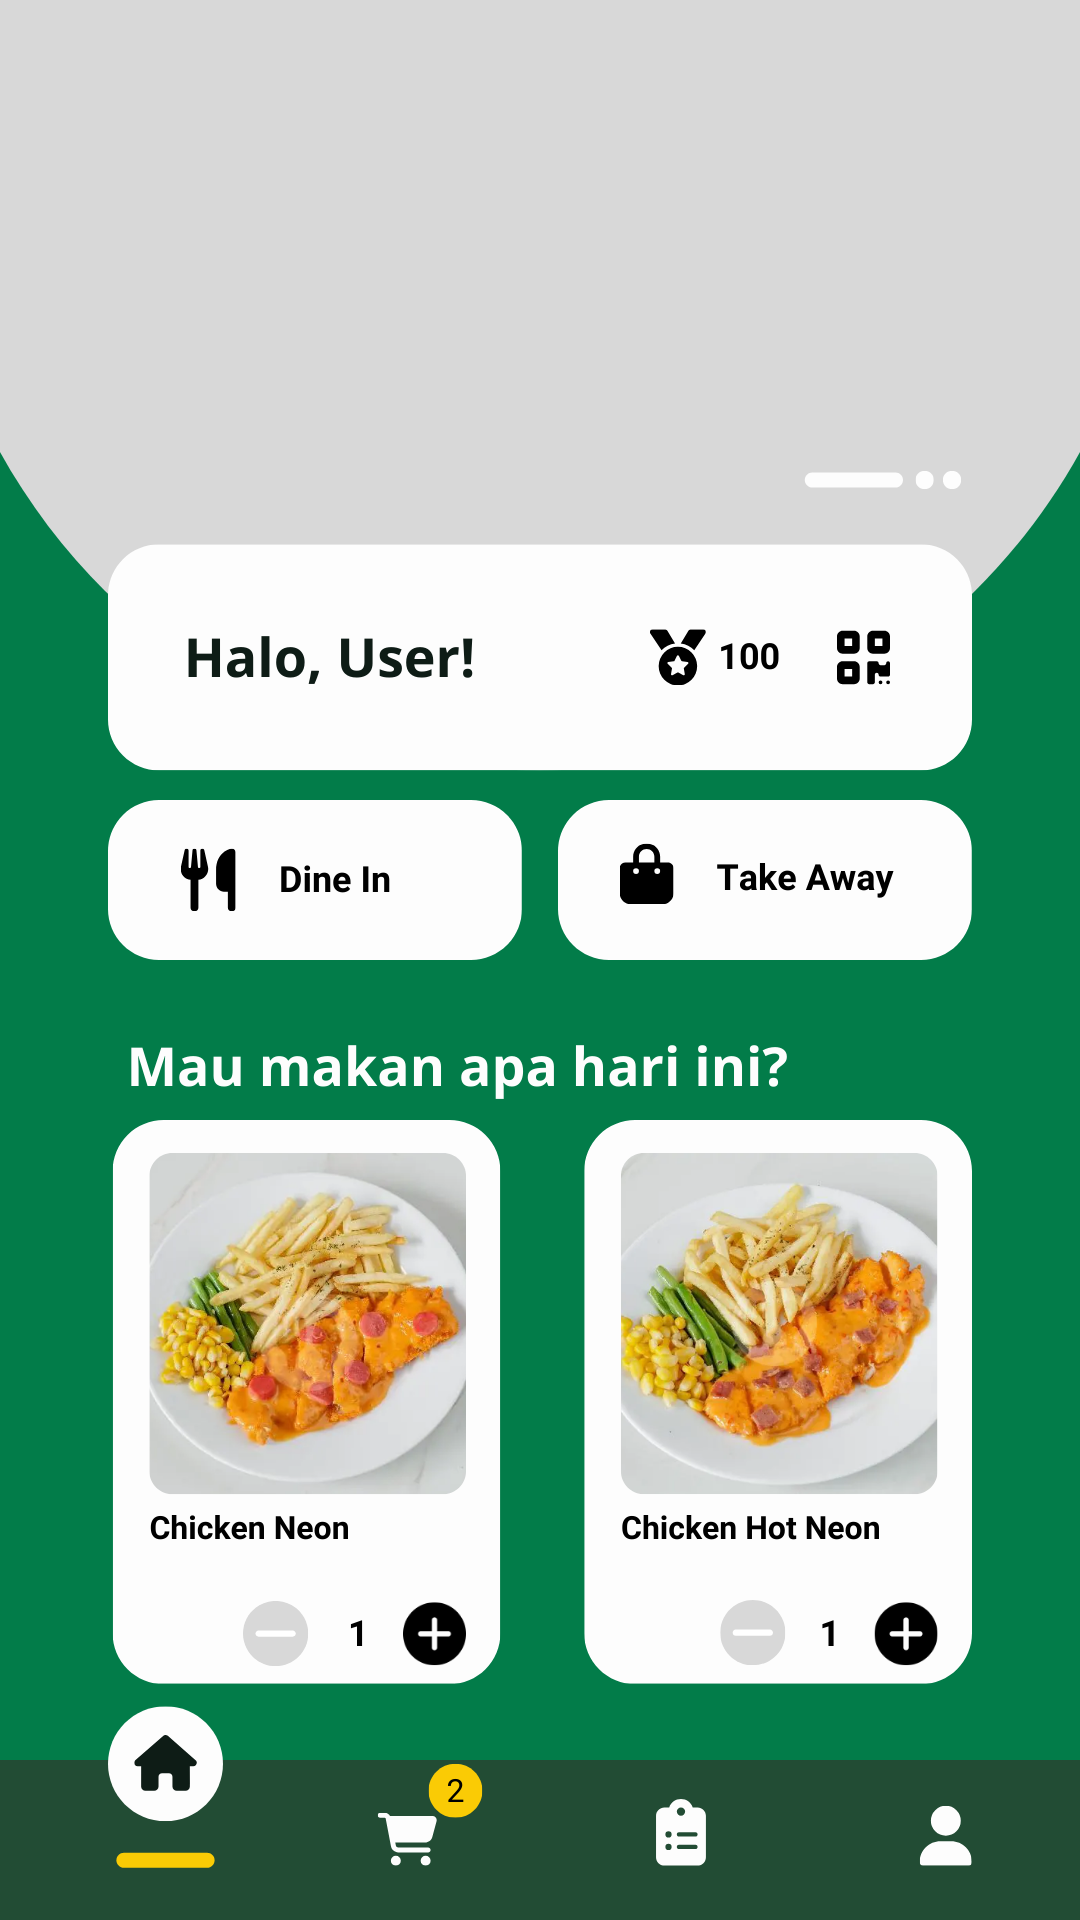 Halo, User!
100
Dine In
Take Away
Mau makan apa hari ini?
Chicken Neon
Chicken Hot Neon
1
1
2